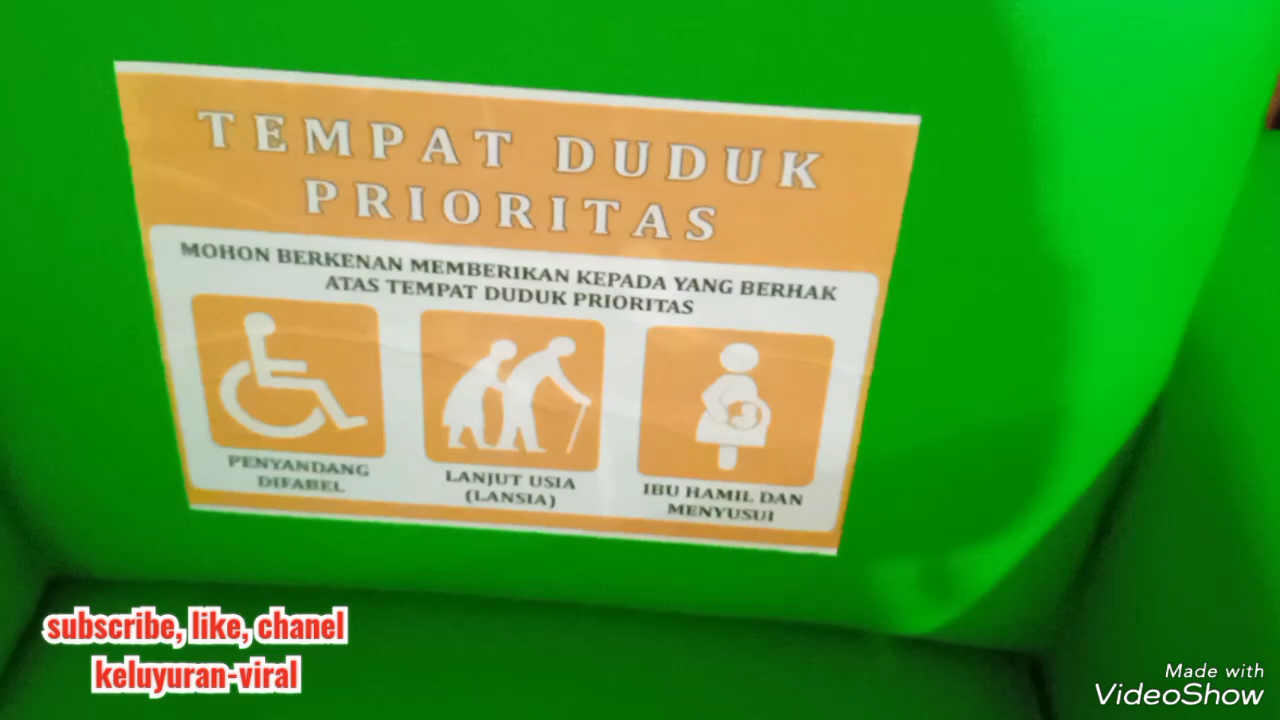 TEMPAT DUDUK
PRIORITAS
MOHON BERKENAN MEMBERIKAN KEPADA YANG BERHAK
ATAS TEMPAT DUDUK PRIORITAS
PENYANDANG
DIFABEL
LANJUT USIA
(LANSIA)
IBU HAMIL DAN
MENYUSUI
subscribe, like, chanel
keluyuran-viral
Made with
VideoShow